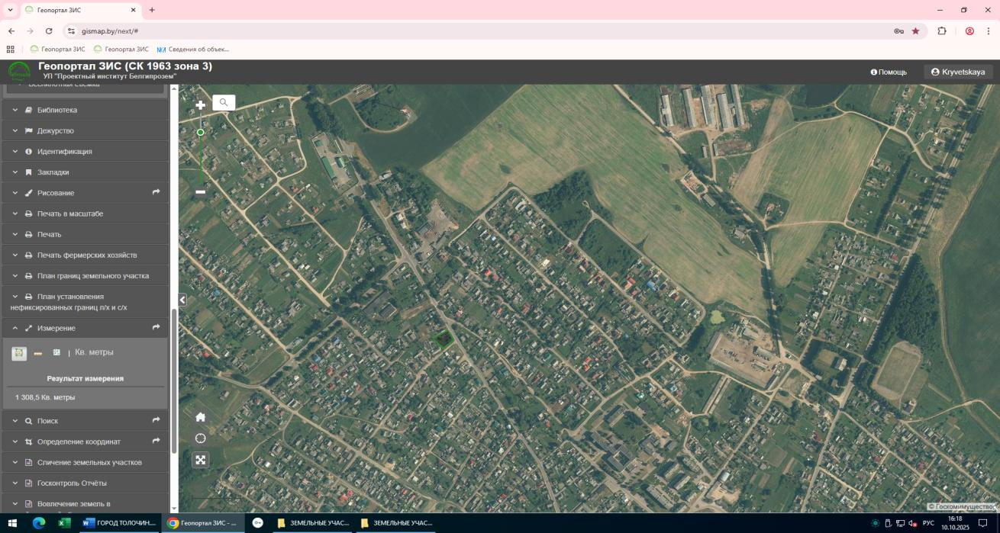 Геопортал ЗИС
gismap.by/next/#
Геопортал ЗИС
Геопортал ЗИС
Сведения об объек...
Геопортал ЗИС (СК 1963 зона 3)
УП "Проектный институт Белгипрозем"
Помощь
Kryvetskaya
Библиотека
Дежурство
Идентификация
Закладки
Рисование
Печать в масштабе
Печать
Печать фермерских хозяйств
План границ земельного участка
План установления
нефиксированных границ л/х и с/х
Измерение
| Кв. метры
Результат измерения
1 308,5 Кв. метры
Поиск
Определение координат
Сличение земельных участков
Госконтроль Отчёты
Вовлечение земель в
© Госкомимущество
ГОРОД ТОЛОЧИН....
Геопортал ЗИС - ...
ЗЕМЕЛЬНЫЕ УЧАС...
ЗЕМЕЛЬНЫЕ УЧАС...
РУС
16:18
10.10.2025